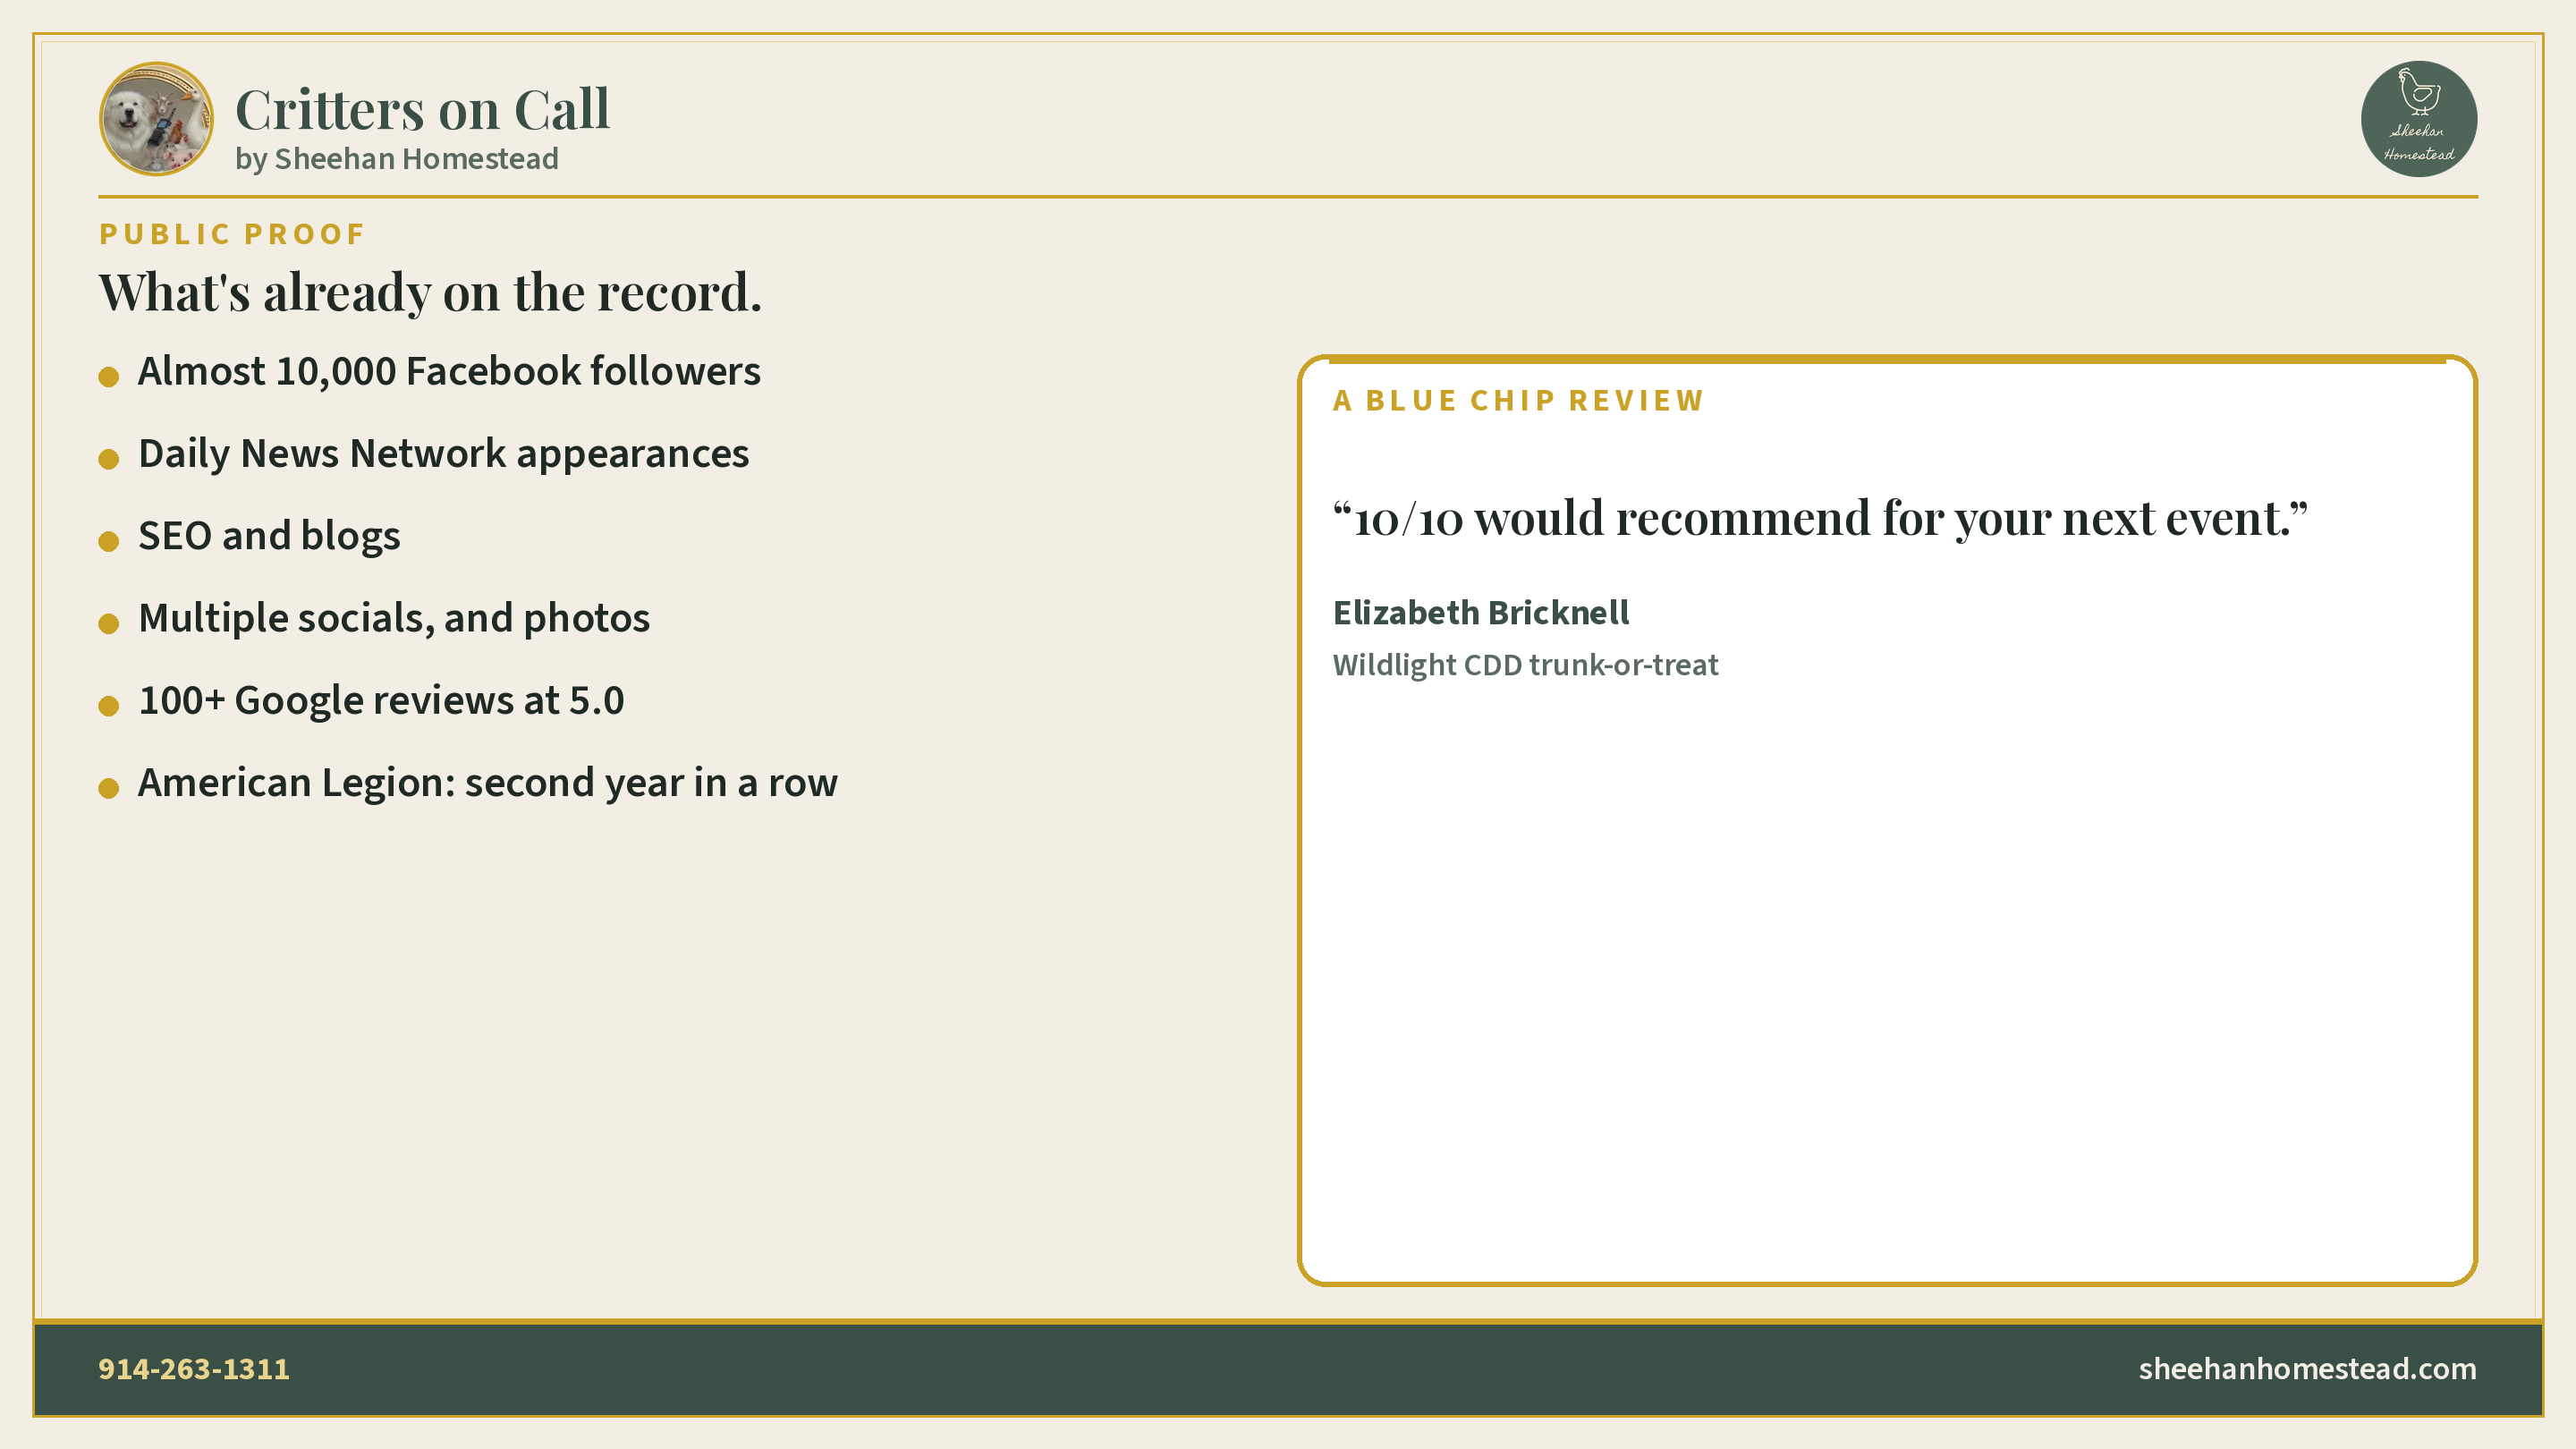 Critters on Call
by Sheehan Homestead
Sheehan
Homestead
PUBLIC PROOF
What's already on the record.
Almost 10,000 Facebook followers
Daily News Network appearances
SEO and blogs
Multiple socials, and photos
100+ Google reviews at 5.0
American Legion: second year in a row
A BLUE CHIP REVIEW
“10/10 would recommend for your next event.”
Elizabeth Bricknell
Wildlight CDD trunk-or-treat
914-263-1311
sheehanhomestead.com